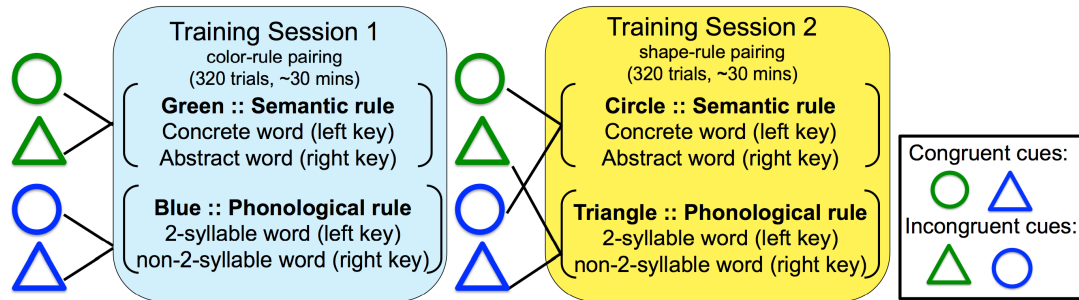 Training Session 1
color-rule pairing
(320 trials, ~30 mins)
Green :: Semantic rule
Concrete word (left key)
Abstract word (right key)
Blue :: Phonological rule
2-syllable word (left key)
non-2-syllable word (right key)
Training Session 2
shape-rule pairing
(320 trials, ~30 mins)
Circle :: Semantic rule
Concrete word (left key)
Abstract word (right key)
Triangle :: Phonological rule
2-syllable word (left key)
non-2-syllable word (right key)
Congruent cues:
Incongruent cues: